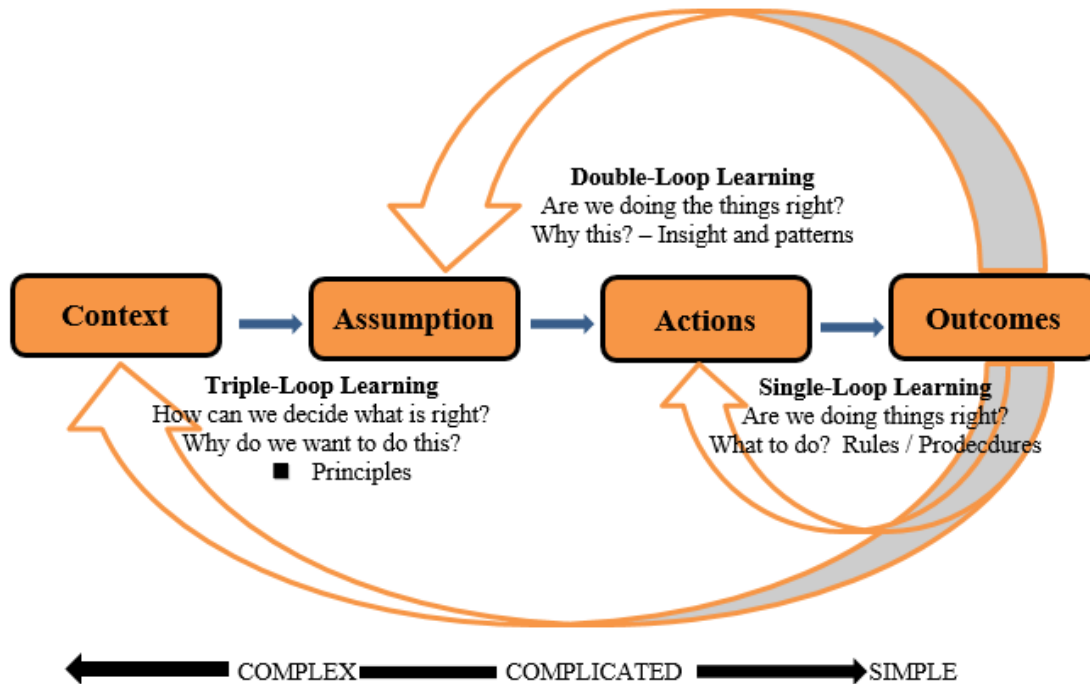 Double-Loop Learning
Are we doing the things right?
Why this? – Insight and patterns
Context
Assumption
Actions
Outcomes
Triple-Loop Learning
How can we decide what is right?
Why do we want to do this?
■ Principles
Single-Loop Learning
Are we doing things right?
What to do? Rules / Prodecdures
COMPLEX COMPLICATED SIMPLE